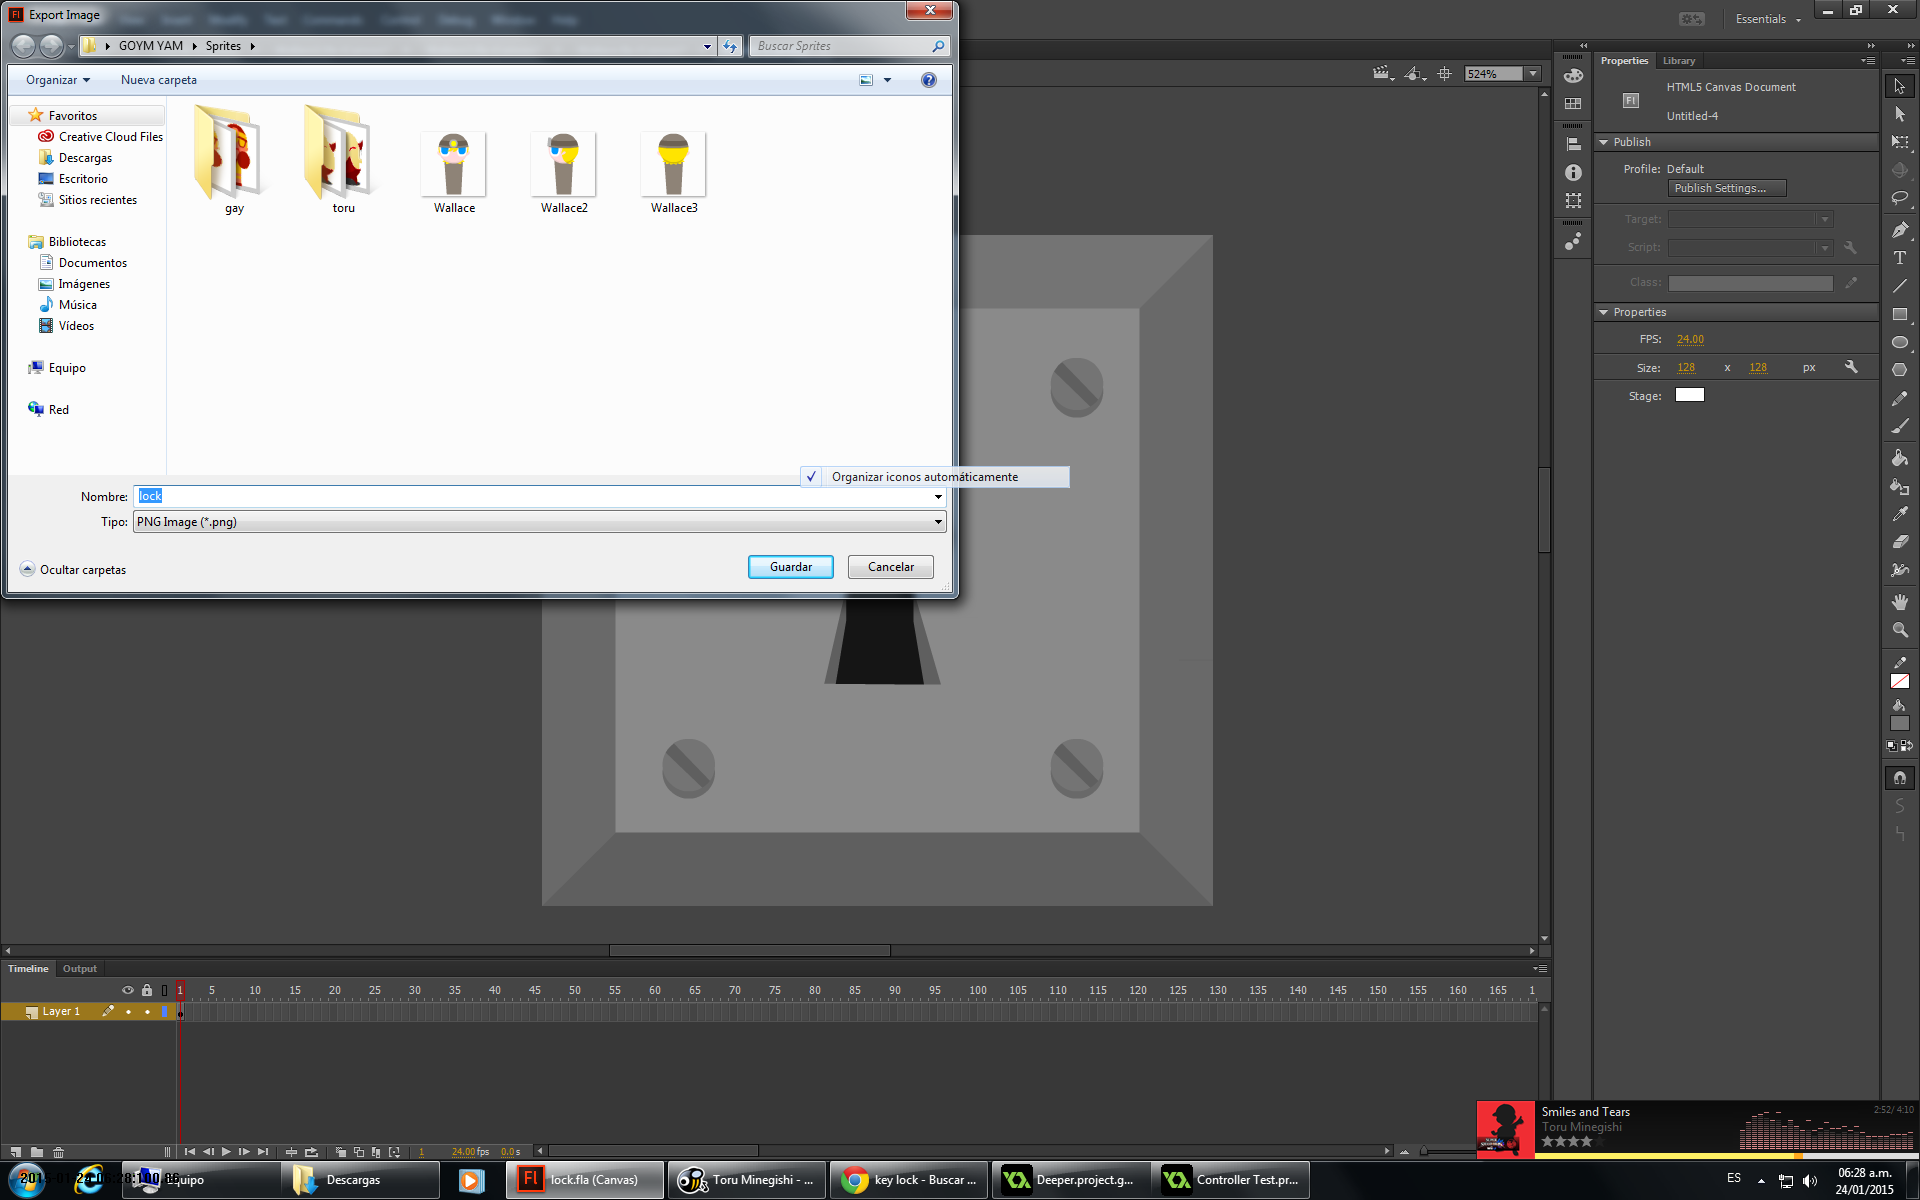 Export Image
Essentials
GOYM YAM
Sprites
Buscar Sprites
Organizar
Nueva carpeta
Favoritos
Creative Cloud Files
Descargas
Escritorio
Sitios recientes
Bibliotecas
Documentos
Imágenes
Música
Vídeos
Equipo
Red
gay
toru
Wallace
Wallace2
Wallace3
Organizar iconos automáticamente
Nombre:
lock
Tipo:
PNG Image (*.png)
Ocultar carpetas
Guardar
Cancelar
524%
Properties
Library
Fl
HTML5 Canvas Document
Untitled-4
Publish
Profile: Default
Publish Settings...
Target:
Script:
Class:
Properties
FPS: 24.00
Size: 128 x 128 px
Stage:
Timeline
Output
1 5 10 15 20 25 30 35 40 45 50 55 60 65 70 75 80 85 90 95 100 105 110 115 120 125 130 135 140 145 150 155 160 165 1
Layer 1
1 24.00 fps 0.0 s
Smiles and Tears
Toru Minegishi
2:52/ 4:10
Equipo
Descargas
Fl
lock.fla (Canvas)
Toru Minegishi - ...
key lock - Buscar ...
Deeper.project.g...
Controller Test.pr...
ES
06:28 a.m.
24/01/2015